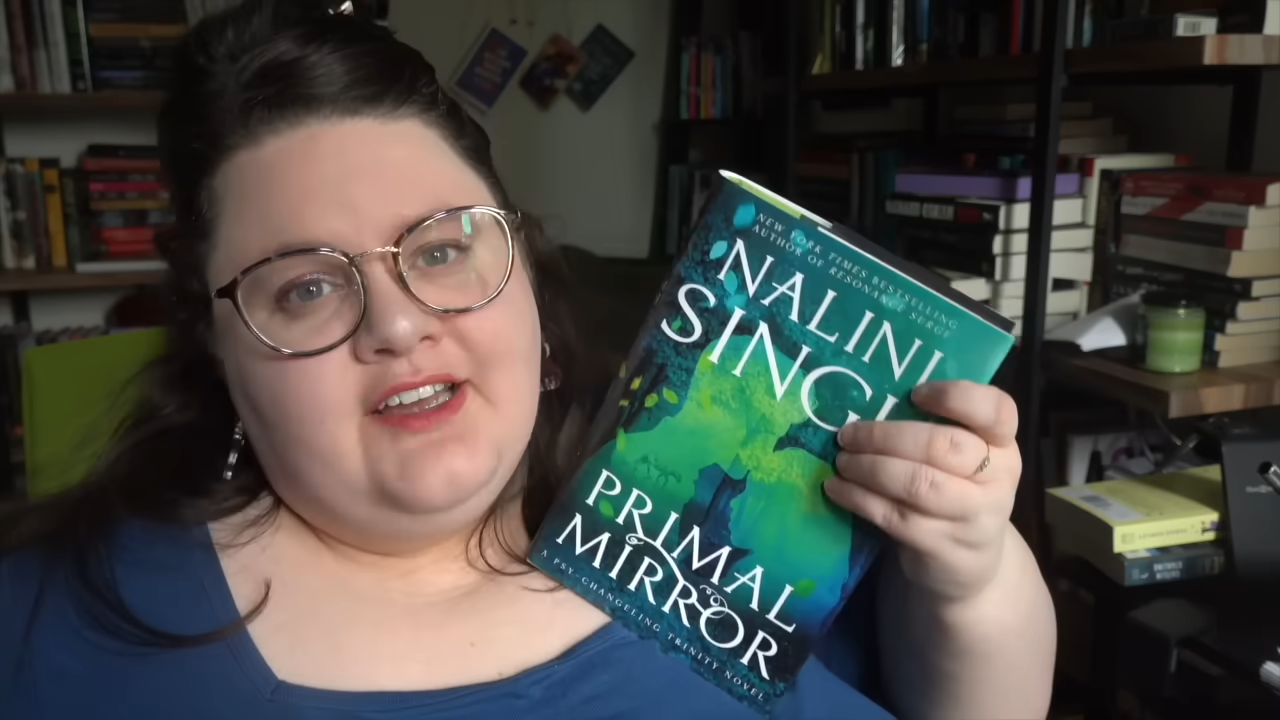 NEW YORK TIMES BESTSELLING
AUTHOR OF RESONANCE SURGE
NALINI
SING
PRIMAL
MIRROR
A PSY-CHANGELING TRINITY NOVEL